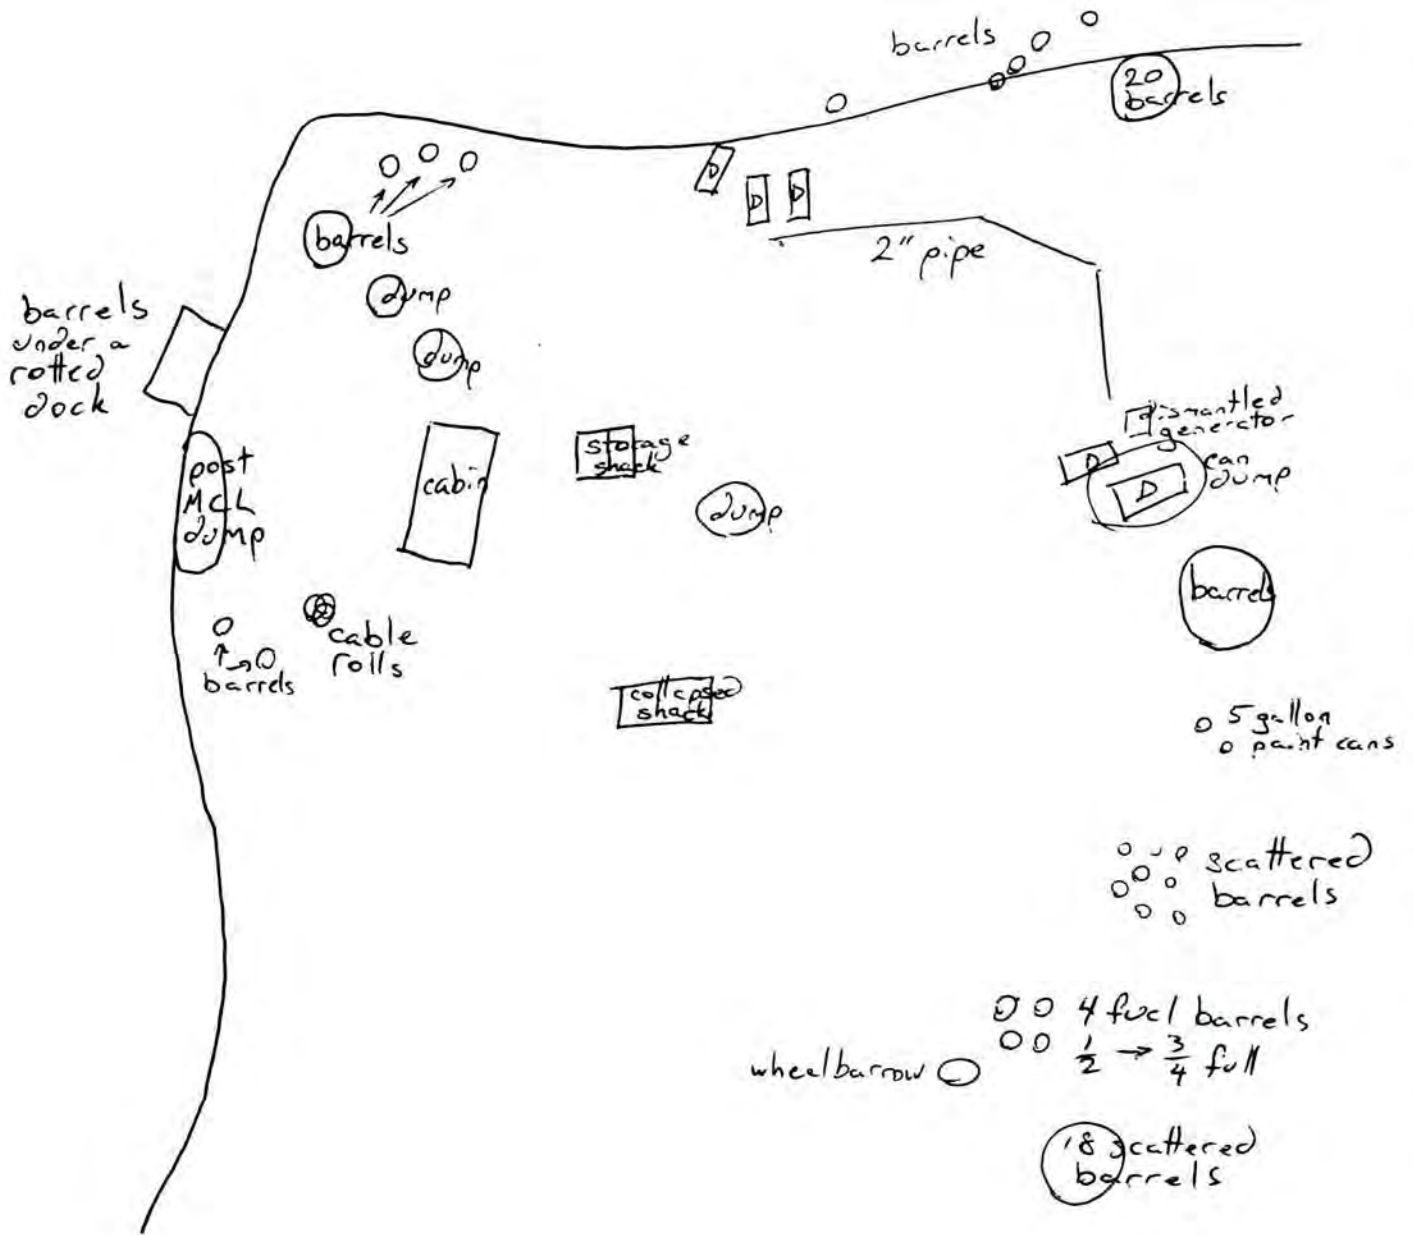 barrels
20
barrels
D
D
D
barrels
2" pipe
dump
barrels
under a
rotted
dock
dump
dismantled
generator
storage
shack
post
MCL
dump
cabin
D
can
dump
D
dump
barrels
cable
rolls
barrels
collapsed
shack
5 gallon
paint cans
scattered
barrels
4 fuel barrels
1/2 → 3/4 full
wheelbarrow
18 scattered
barrels